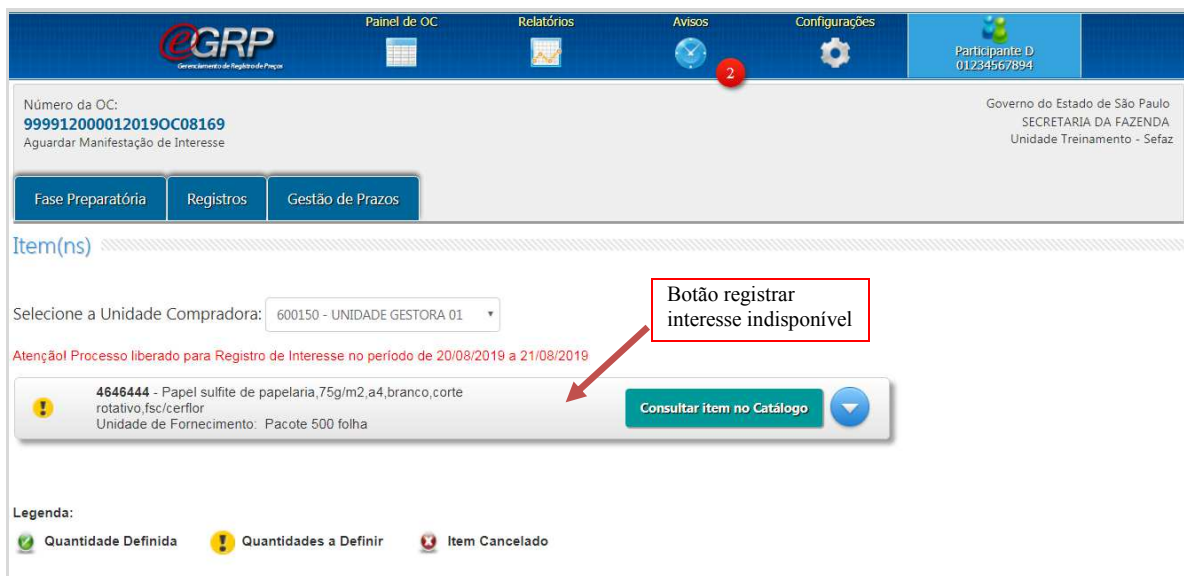 Painel de OC
Relatórios
Avisos
Configurações
eGRP
Gerenciamento de Registro de Preços
2
Participante D
01234567894
Número da OC:
999912000012019OC08169
Aguardar Manifestação de Interesse
Governo do Estado de São Paulo
SECRETARIA DA FAZENDA
Unidade Treinamento - Sefaz
Fase Preparatória
Registros
Gestão de Prazos
Item(ns)
Botão registrar
interesse indisponível
Selecione a Unidade Compradora:
600150 - UNIDADE GESTORA 01
Atenção! Processo liberado para Registro de Interesse no período de 20/08/2019 a 21/08/2019
4646444 - Papel sulfite de papelaria,75g/m2,a4,branco,corte
rotativo,fsc/cerflor
Unidade de Fornecimento: Pacote 500 folha
Consultar item no Catálogo
Legenda:
Quantidade Definida
Quantidades a Definir
Item Cancelado